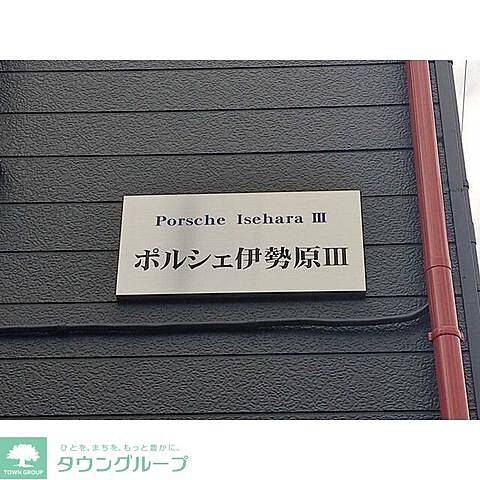 Porsche Isehara Ⅲ
ポルシェ伊勢原Ⅲ
ひとを、まちを、もっと豊かに。
タウングループ
TOWN GROUP